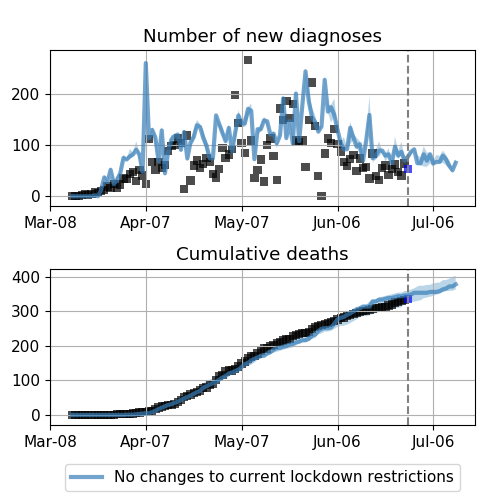 Number of new diagnoses
200
100
0
Mar-08 Apr-07 May-07 Jun-06 Jul-06
Cumulative deaths
400
300
200
100
0
Mar-08 Apr-07 May-07 Jun-06 Jul-06
No changes to current lockdown restrictions